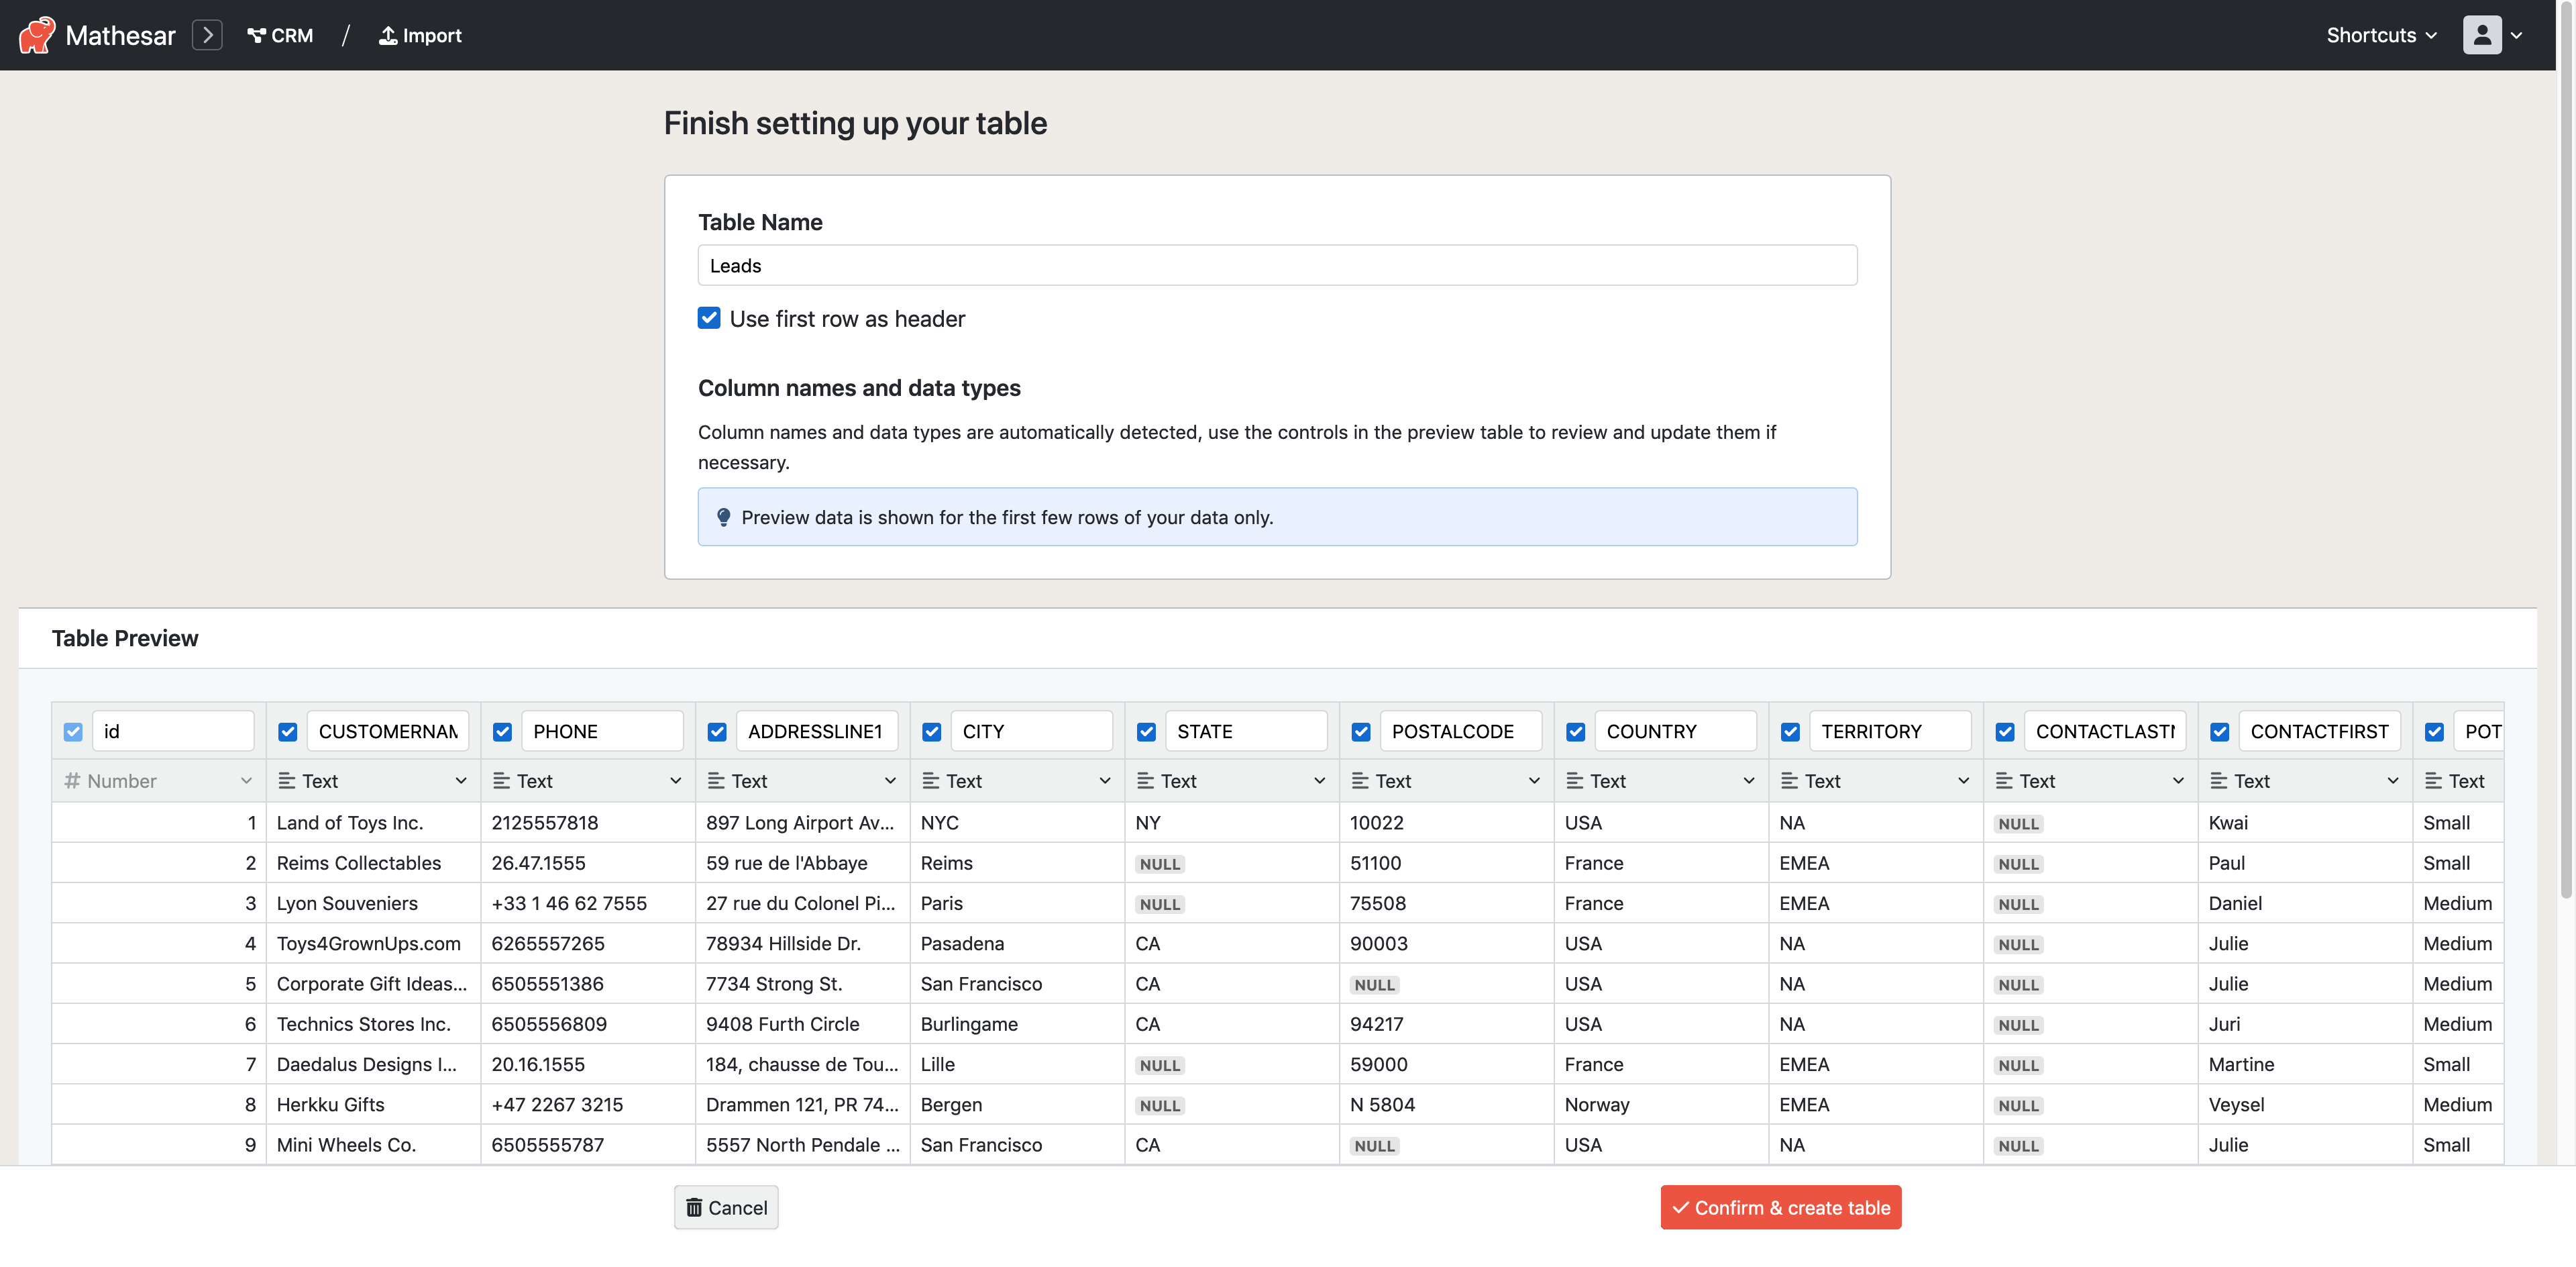 Mathesar CRM / Import Shortcuts
Finish setting up your table
Table Name
Leads
Use first row as header
Column names and data types
Column names and data types are automatically detected, use the controls in the preview table to review and update them if
necessary.
Preview data is shown for the first few rows of your data only.
Table Preview
id CUSTOMERNAM PHONE ADDRESSLINE1 CITY STATE POSTALCODE COUNTRY TERRITORY CONTACTLASTN CONTACTFIRST POT
# Number Text Text Text Text Text Text Text Text Text Text Text
1 Land of Toys Inc. 2125557818 897 Long Airport Av... NYC NY 10022 USA NA NULL Kwai Small
2 Reims Collectables 26.47.1555 59 rue de l'Abbaye Reims NULL 51100 France EMEA NULL Paul Small
3 Lyon Souveniers +33 1 46 62 7555 27 rue du Colonel Pi... Paris NULL 75508 France EMEA NULL Daniel Medium
4 Toys4GrownUps.com 6265557265 78934 Hillside Dr. Pasadena CA 90003 USA NA NULL Julie Medium
5 Corporate Gift Ideas... 6505551386 7734 Strong St. San Francisco CA NULL USA NA NULL Julie Medium
6 Technics Stores Inc. 6505556809 9408 Furth Circle Burlingame CA 94217 USA NA NULL Juri Medium
7 Daedalus Designs I... 20.16.1555 184, chausse de Tou... Lille NULL 59000 France EMEA NULL Martine Small
8 Herkku Gifts +47 2267 3215 Drammen 121, PR 74... Bergen NULL N 5804 Norway EMEA NULL Veysel Medium
9 Mini Wheels Co. 6505555787 5557 North Pendale ... San Francisco CA NULL USA NA NULL Julie Small
Cancel Confirm & create table